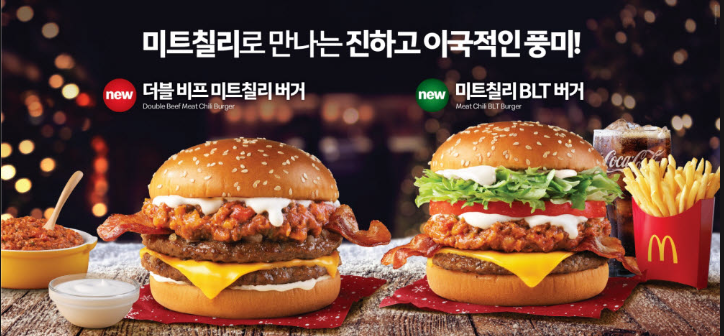 미트칠리로 만나는 진하고 이국적인 풍미!
new 더블 비프 미트칠리 버거
Double Beef Meat Chili Burger
new 미트칠리 BLT 버거
Meat Chili BLT Burger
Coca-Cola